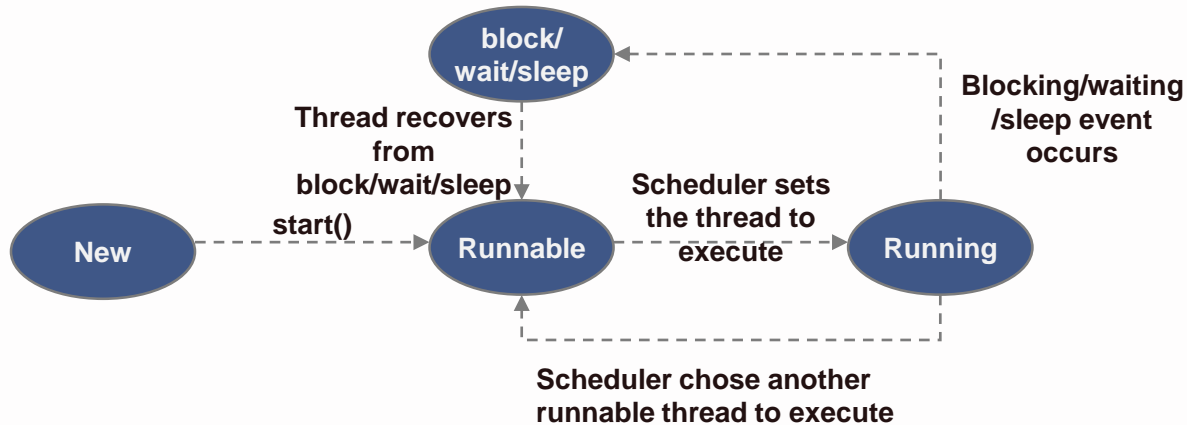 block/
wait/sleep
Blocking/waiting
/sleep event
occurs
Thread recovers
from
block/wait/sleep
Scheduler sets
the thread to
execute
start()
New
Runnable
Running
Scheduler chose another
runnable thread to execute